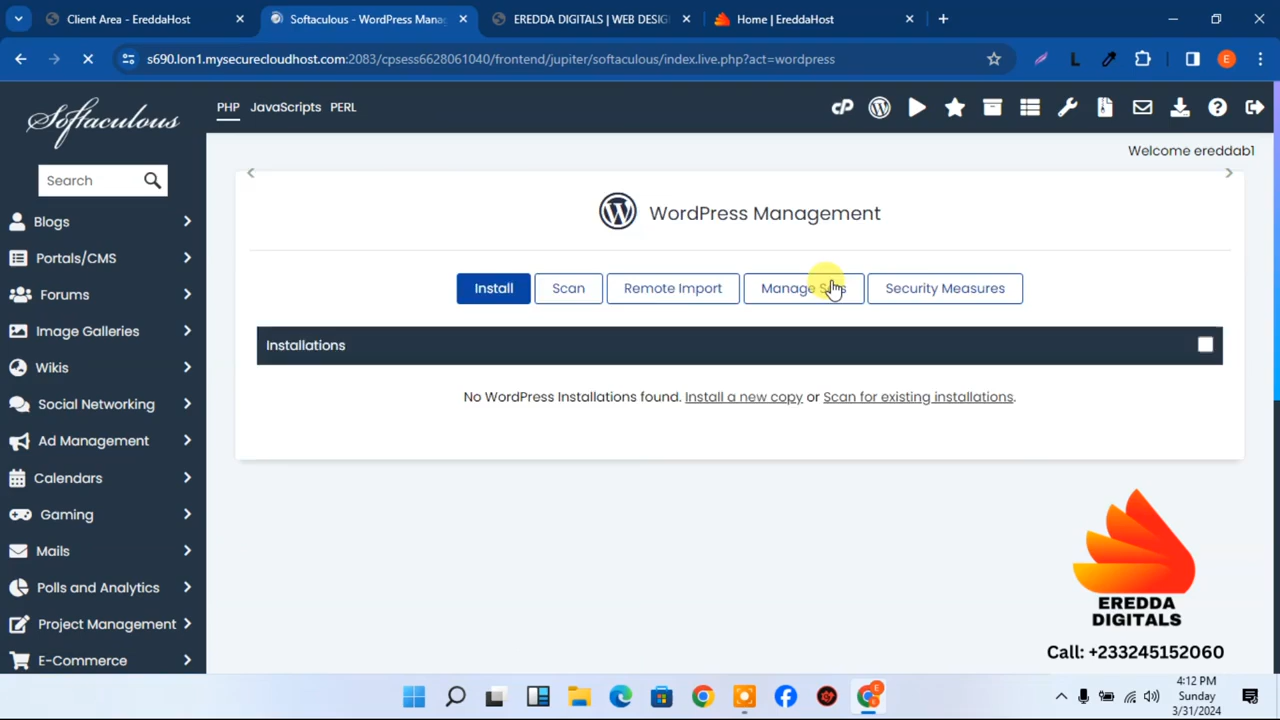 Client Area - EreddaHost
Softaculous - WordPress Mana
EREDDA DIGITALS | WEB DESIG
Home | EreddaHost
s690.lon1.mysecurecloudhost.com:2083/cpsess6628061040/frontend/jupiter/softaculous/index.live.php?act=wordpress
Softaculous
PHP JavaScripts PERL
Welcome ereddab1
Search
Blogs
Portals/CMS
Forums
Image Galleries
Wikis
Social Networking
Ad Management
Calendars
Gaming
Mails
Polls and Analytics
Project Management
E-Commerce
WordPress Management
Install Scan Remote Import Manage Security Measures
Installations
No WordPress Installations found. Install a new copy or Scan for existing installations.
EREDDA
DIGITALS
Call: +233245152060
4:12 PM
Sunday
3/31/2024